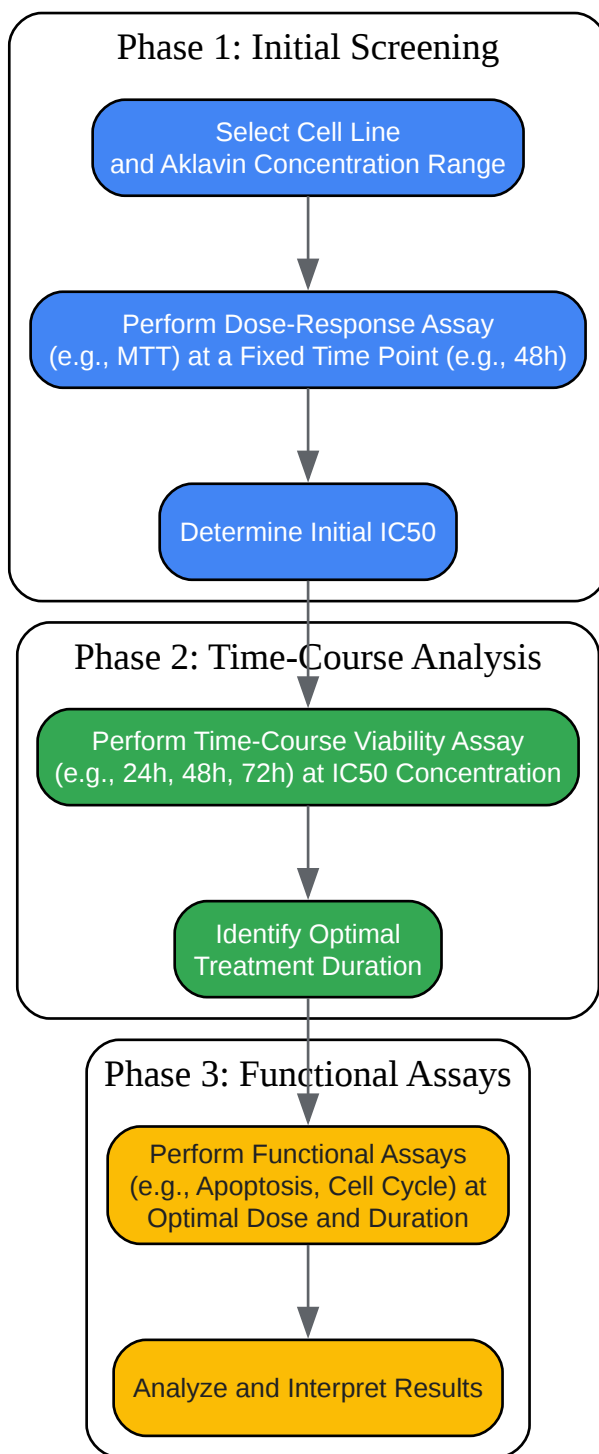 Phase 1: Initial Screening
Select Cell Line
and Aklavin Concentration Range
Perform Dose-Response Assay
(e.g., MTT) at a Fixed Time Point (e.g., 48h)
Determine Initial IC50
Phase 2: Time-Course Analysis
Perform Time-Course Viability Assay
(e.g., 24h, 48h, 72h) at IC50 Concentration
Identify Optimal
Treatment Duration
Phase 3: Functional Assays
Perform Functional Assays
(e.g., Apoptosis, Cell Cycle) at
Optimal Dose and Duration
Analyze and Interpret Results